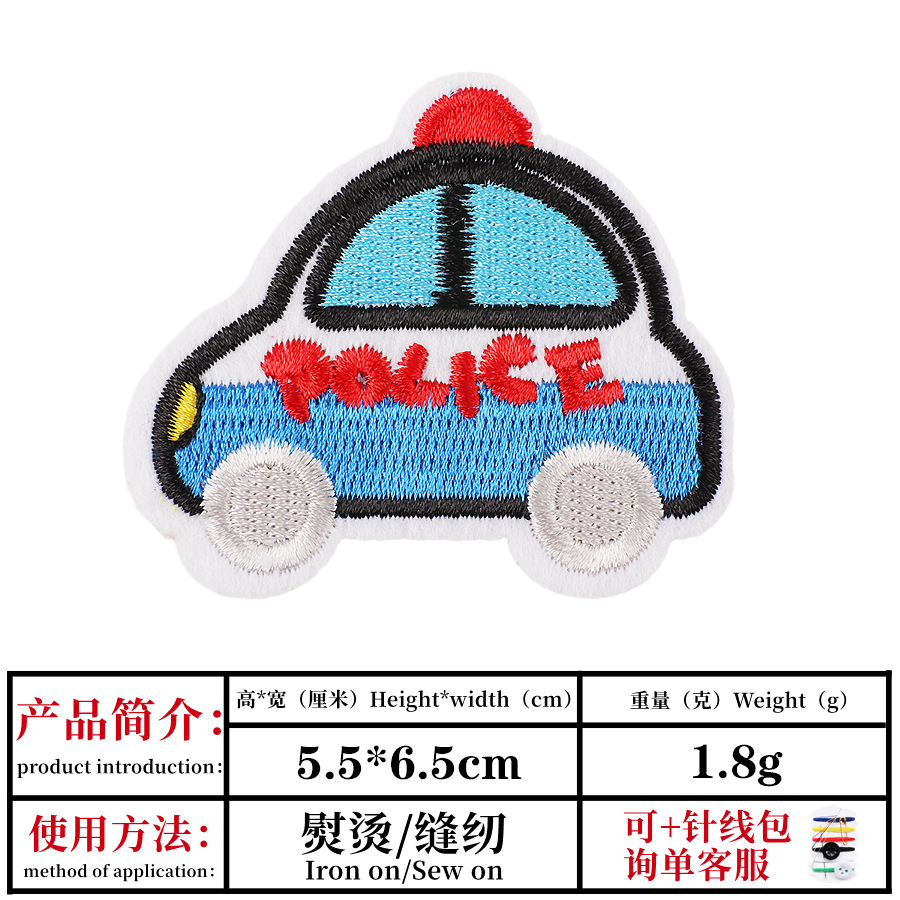 POLICE
产品简介：
product introduction：
高*宽（厘米）Height*width（cm）
5.5*6.5cm
重量（克）Weight（g）
1.8g
使用方法：
method of application：
熨烫/缝纫
Iron on/Sew on
可+针线包
询单客服